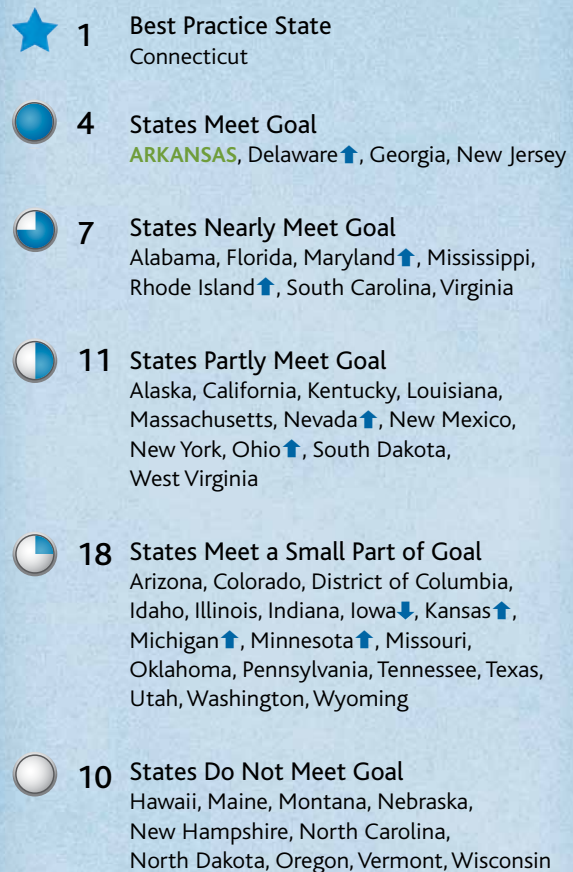 1 Best Practice State
Connecticut
4 States Meet Goal
ARKANSAS, Delaware⬆, Georgia, New Jersey
7 States Nearly Meet Goal
Alabama, Florida, Maryland⬆, Mississippi,
Rhode Island⬆, South Carolina, Virginia
11 States Partly Meet Goal
Alaska, California, Kentucky, Louisiana,
Massachusetts, Nevada⬆, New Mexico,
New York, Ohio⬆, South Dakota,
West Virginia
18 States Meet a Small Part of Goal
Arizona, Colorado, District of Columbia,
Idaho, Illinois, Indiana, Iowa⬇, Kansas⬆,
Michigan⬆, Minnesota⬆, Missouri,
Oklahoma, Pennsylvania, Tennessee, Texas,
Utah, Washington, Wyoming
10 States Do Not Meet Goal
Hawaii, Maine, Montana, Nebraska,
New Hampshire, North Carolina,
North Dakota, Oregon, Vermont, Wisconsin